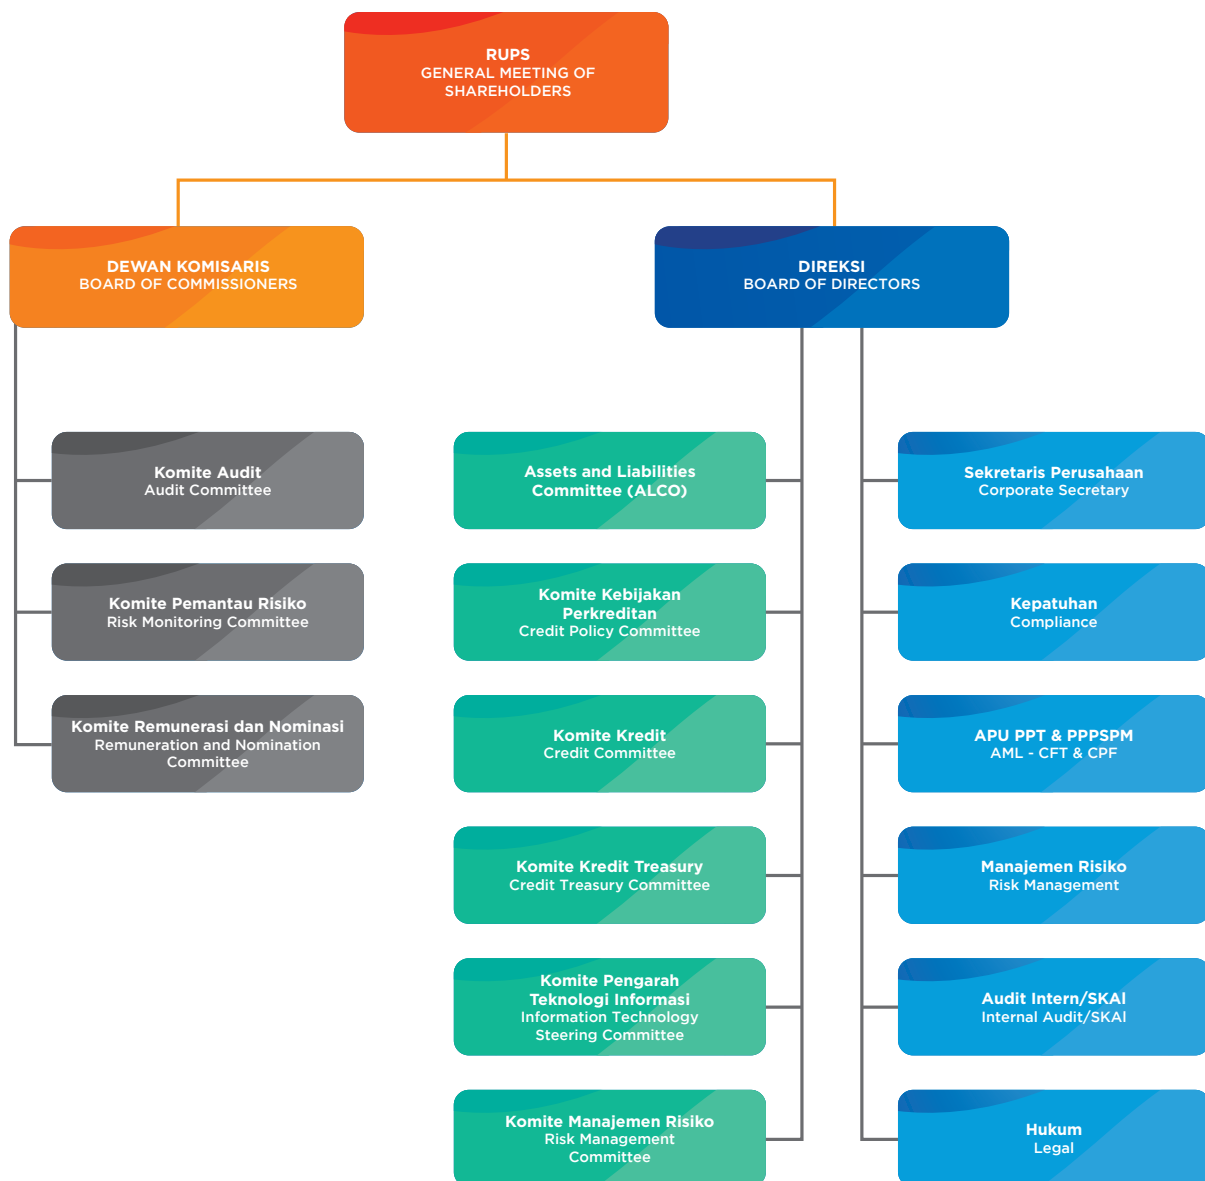 RUPS
GENERAL MEETING OF
SHAREHOLDERS
DEWAN KOMISARIS
BOARD OF COMMISSIONERS
DIREKSI
BOARD OF DIRECTORS
Komite Audit
Audit Committee
Komite Pemantau Risiko
Risk Monitoring Committee
Komite Remunerasi dan Nominasi
Remuneration and Nomination
Committee
Assets and Liabilities
Committee (ALCO)
Komite Kebijakan
Perkreditan
Credit Policy Committee
Komite Kredit
Credit Committee
Komite Kredit Treasury
Credit Treasury Committee
Komite Pengarah
Teknologi Informasi
Information Technology
Steering Committee
Komite Manajemen Risiko
Risk Management
Committee
Sekretaris Perusahaan
Corporate Secretary
Kepatuhan
Compliance
APU PPT & PPPSPM
AML - CFT & CPF
Manajemen Risiko
Risk Management
Audit Intern/SKAI
Internal Audit/SKAI
Hukum
Legal